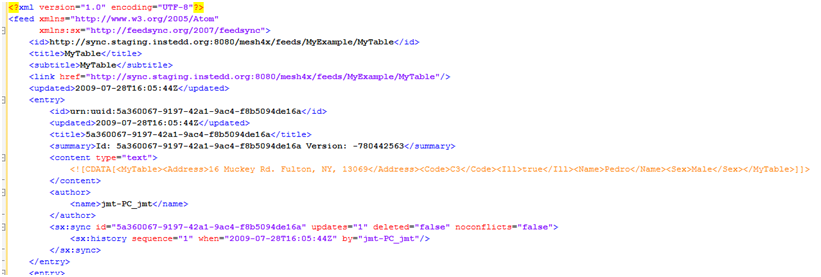 <?xml version="1.0" encoding="UTF-8"?>
<feed xmlns="http://www.w3.org/2005/Atom"
xmlns:sx="http://feedsync.org/2007/feedsync">
<id>http://sync.staging.instedd.org:8080/mesh4x/feeds/MyExample/MyTable</id>
<title>MyTable</title>
<subtitle>MyTable</subtitle>
<link href="http://sync.staging.instedd.org:8080/mesh4x/feeds/MyExample/MyTable"/>
<updated>2009-07-28T16:05:44Z</updated>
<entry>
<id>urn:uuid:5a360067-9197-42a1-9ac4-f8b5094de16a</id>
<updated>2009-07-28T16:05:44Z</updated>
<title>5a360067-9197-42a1-9ac4-f8b5094de16a</title>
<summary>Id: 5a360067-9197-42a1-9ac4-f8b5094de16a Version: -780442563</summary>
<content type="text">
<![CDATA[<MyTable><Address>16 Muckey Rd. Fulton, NY, 13069</Address><Code>C3</Code><Ill>true</Ill><Name>Pedro</Name><Sex>Male</Sex></MyTable>]]>
</content>
<author>
<name>jmt-PC_jmt</name>
</author>
<sx:sync id="5a360067-9197-42a1-9ac4-f8b5094de16a" updates="1" deleted="false" noconflicts="false">
<sx:history sequence="1" when="2009-07-28T16:05:44Z" by="jmt-PC_jmt"/>
</sx:sync>
</entry>
<entry>